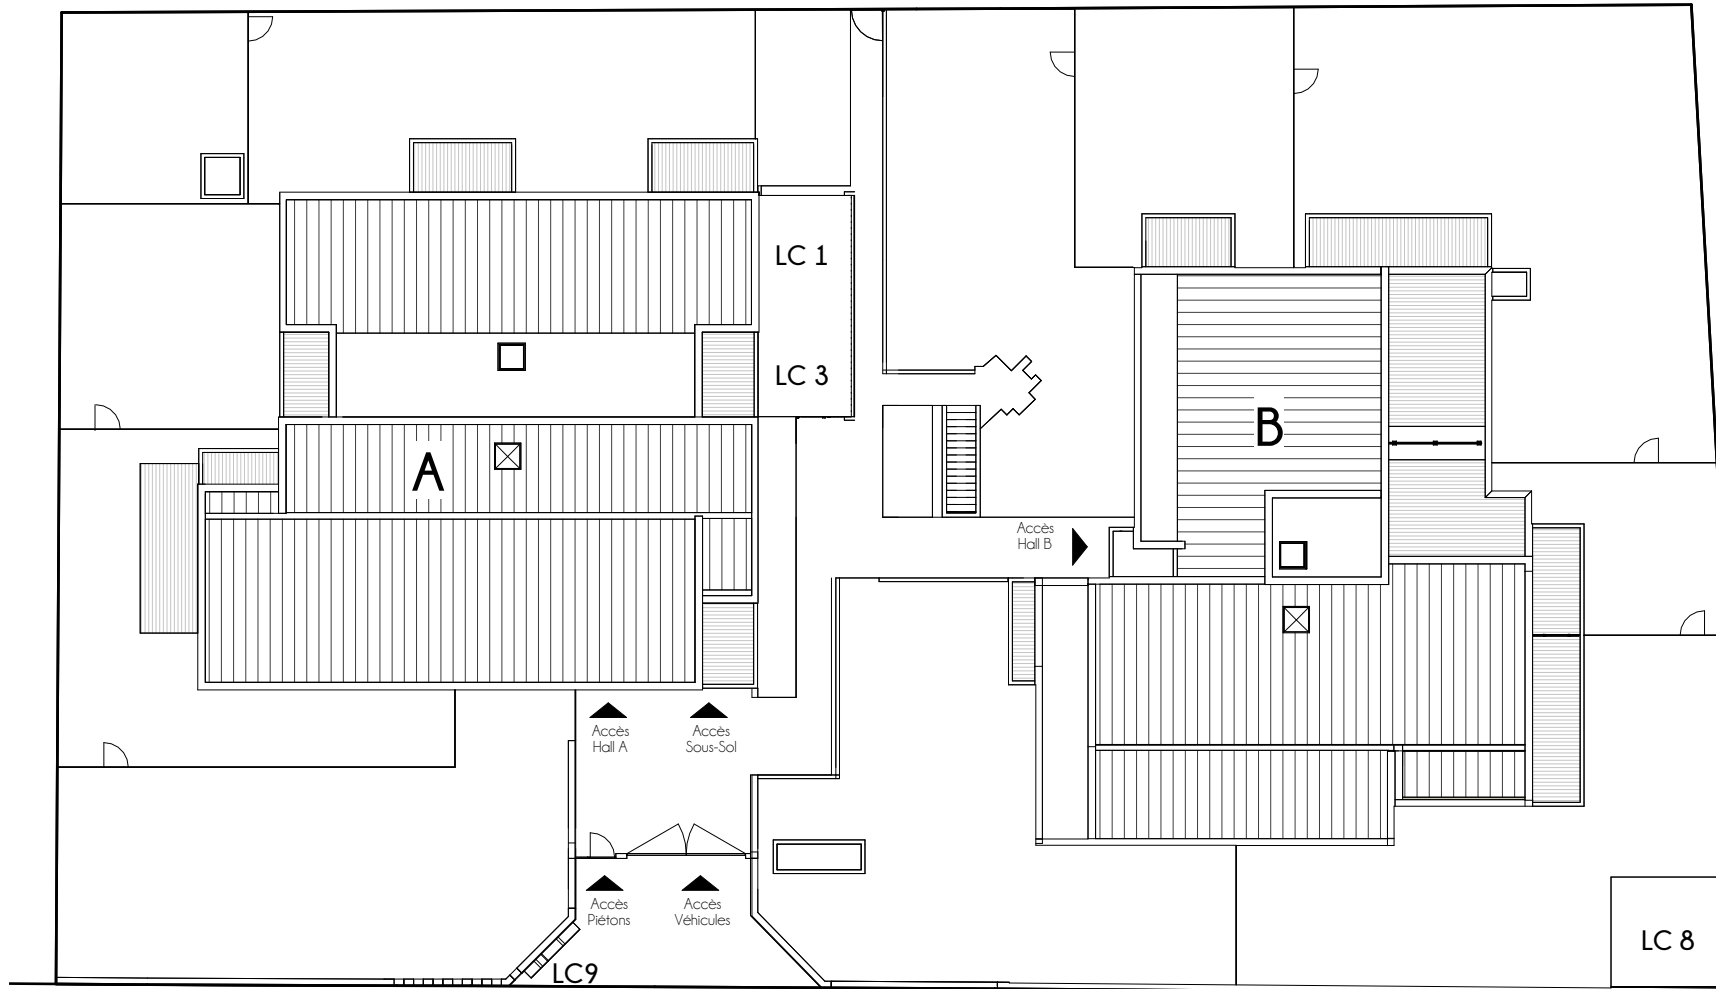 LC 1
LC 3
A
B
Accès
Hall B
Accès
Hall A
Accès
Sous-Sol
Accès
Piétons
Accès
Véhicules
LC 8
LC9